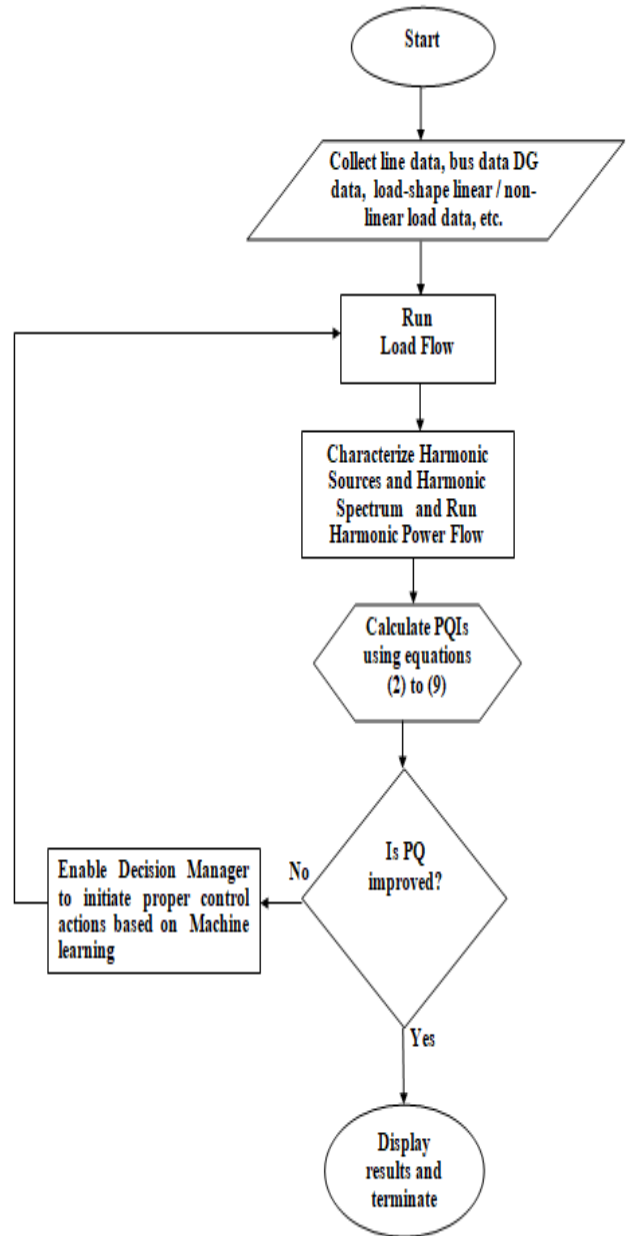 Start
Collect line data, bus data DG
data, load-shape linear / non-
linear load data, etc.
Run
Load Flow
Characterize Harmonic
Sources and Harmonic
Spectrum and Run
Harmonic Power Flow
Calculate PQIs
using equations
(2) to (9)
Is PQ
improved?
No
Enable Decision Manager
to initiate proper control
actions based on Machine
learning
Yes
Display
results and
terminate